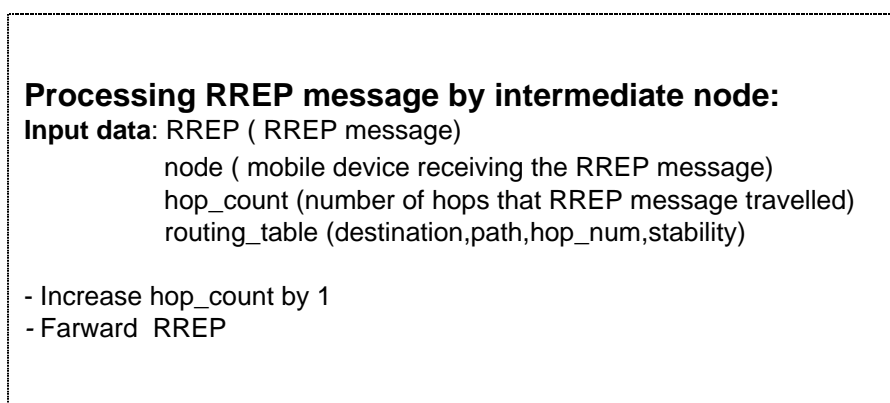 Processing RREP message by intermediate node:
Input data: RREP ( RREP message)
node ( mobile device receiving the RREP message)
hop_count (number of hops that RREP message travelled)
routing_table (destination,path,hop_num,stability)
- Increase hop_count by 1
- Farward RREP